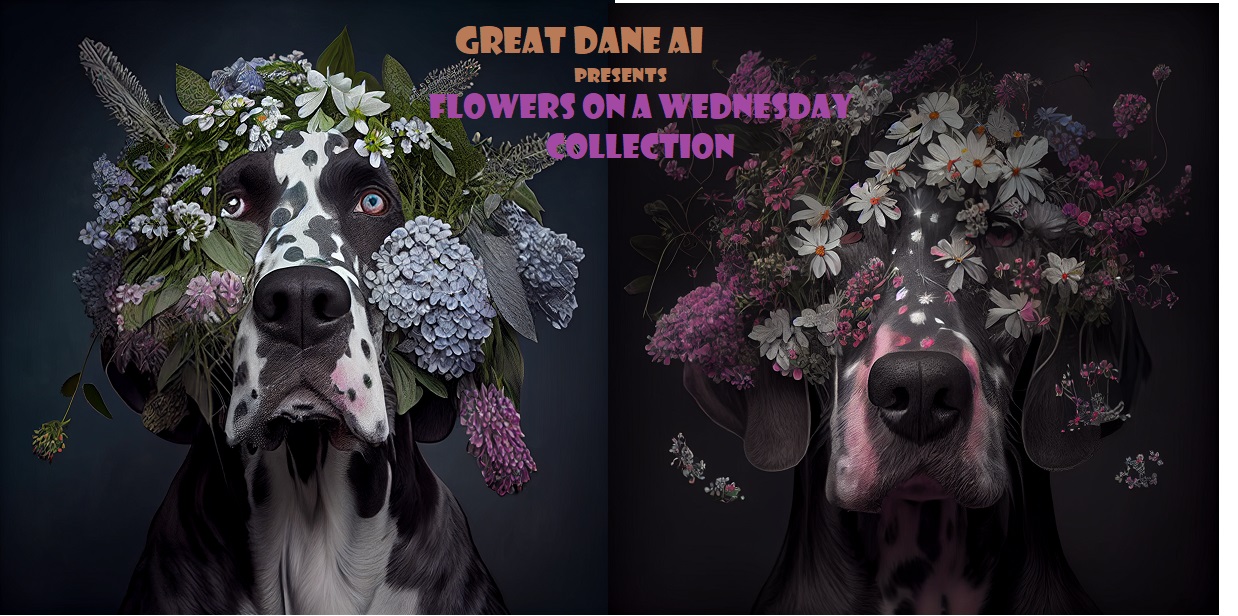 GREAT DANE AI
PRESENTS
FLOWERS ON A WEDNESDAY
COLLECTION